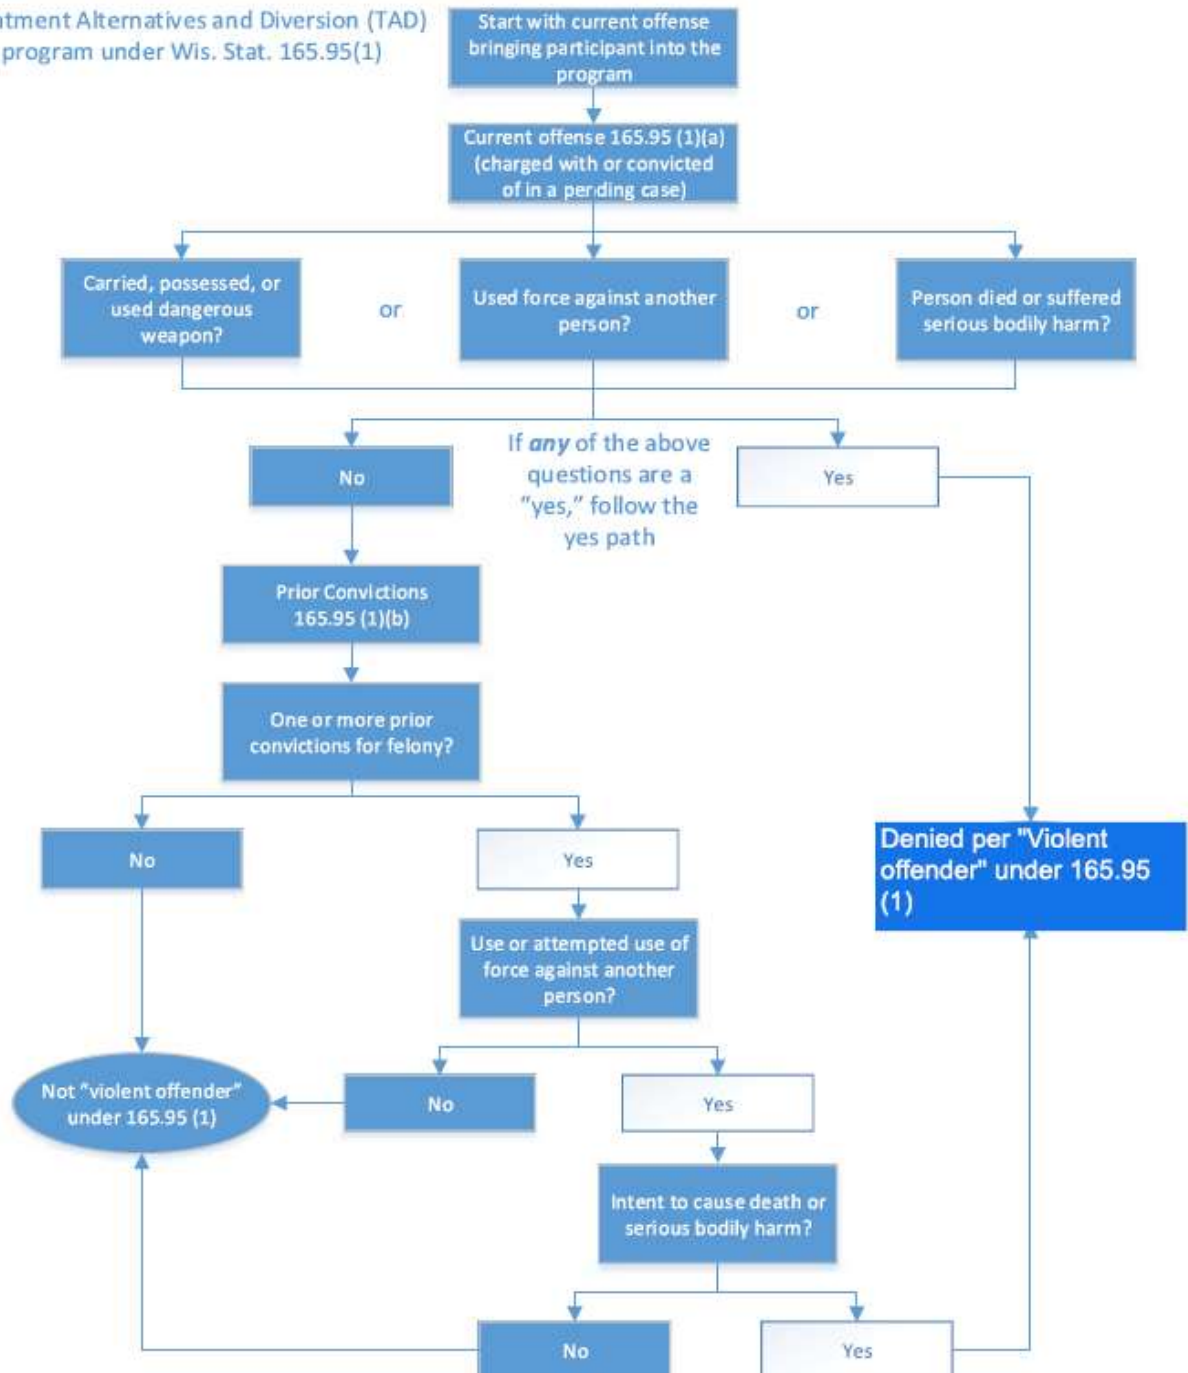 tment Alternatives and Diversion (TAD)
program under Wis. Stat. 165.95(1)
Start with current offense
bringing participant into the
program
Current offense 165.95 (1)(a)
(charged with or convicted
of in a pending case)
Carried, possessed, or
used dangerous
weapon?
or
Used force against another
person?
or
Person died or suffered
serious bodily harm?
No
If any of the above
questions are a
"yes," follow the
yes path
Yes
Prior Convictions
165.95 (1)(b)
One or more prior
convictions for felony?
No
Yes
Denied per "Violent
offender" under 165.95
(1)
Use or attempted use of
force against another
person?
Not "violent offender"
under 165.95 (1)
No
Yes
Intent to cause death or
serious bodily harm?
No
Yes